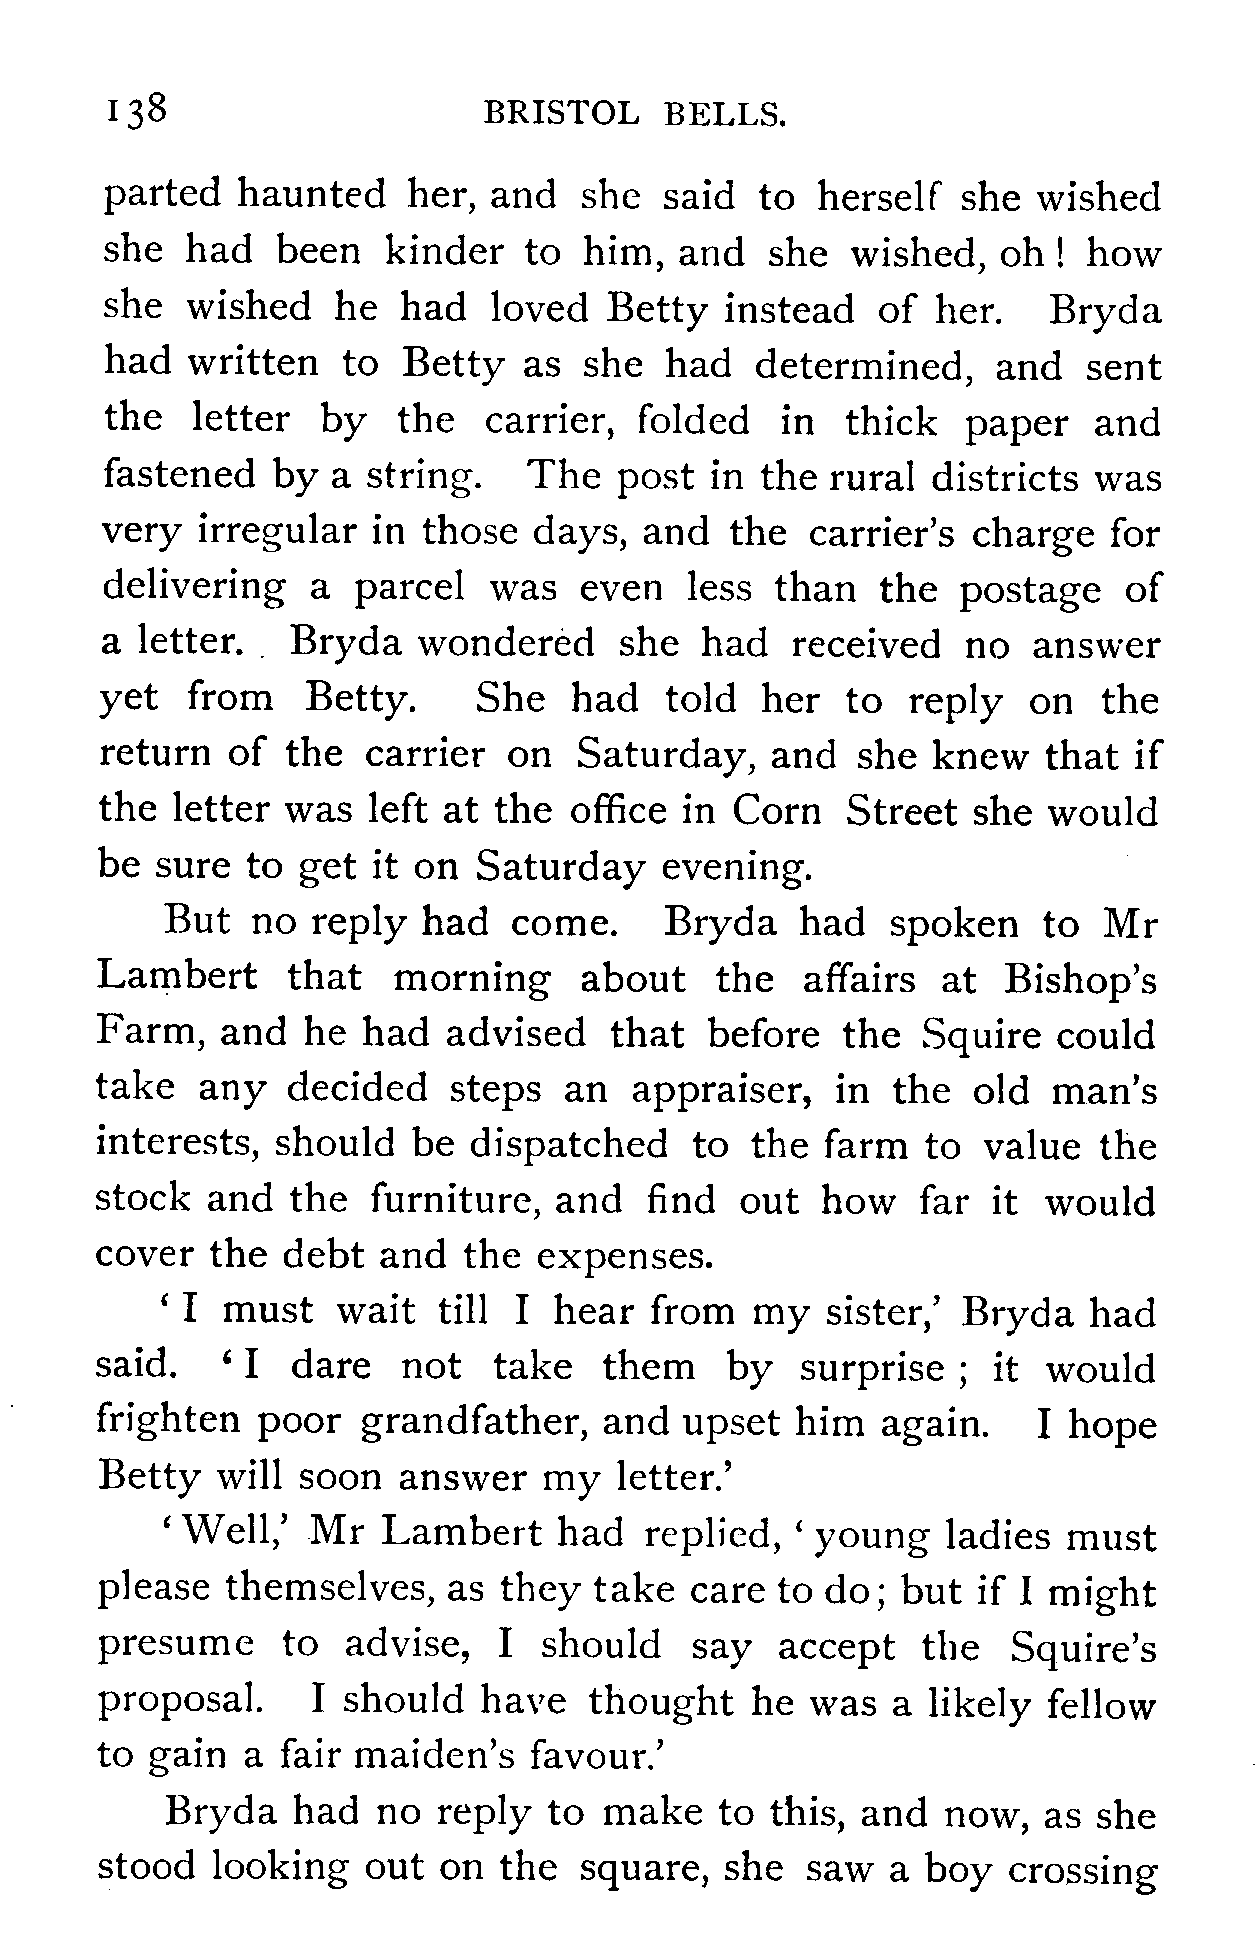 138 BRISTOL BELLS.
parted haunted her, and she said to herself she wished
she had been kinder to him, and she wished, oh ! how
she wished he had loved Betty instead of her. Bryda
had written to Betty as she had determined, and sent
the letter by the carrier, folded in thick paper and
fastened by a string. The post in the rural districts was
very irregular in those days, and the carrier's charge for
delivering a parcel was even less than the postage of
a letter. Bryda wondered she had received no answer
yet from Betty. She had told her to reply on the
return of the carrier on Saturday, and she knew that if
the letter was left at the office in Corn Street she would
be sure to get it on Saturday evening.
But no reply had come. Bryda had spoken to Mr
Lambert that morning about the affairs at Bishop's
Farm, and he had advised that before the Squire could
take any decided steps an appraiser, in the old man's
interests, should be dispatched to the farm to value the
stock and the furniture, and find out how far it would
cover the debt and the expenses.
‘ I must wait till I hear from my sister,’ Bryda had
said. ‘ I dare not take them by surprise ; it would
frighten poor grandfather, and upset him again. I hope
Betty will soon answer my letter.’
‘ Well,’ Mr Lambert had replied, ‘ young ladies must
please themselves, as they take care to do ; but if I might
presume to advise, I should say accept the Squire's
proposal. I should have thought he was a likely fellow
to gain a fair maiden's favour.’
Bryda had no reply to make to this, and now, as she
stood looking out on the square, she saw a boy crossing